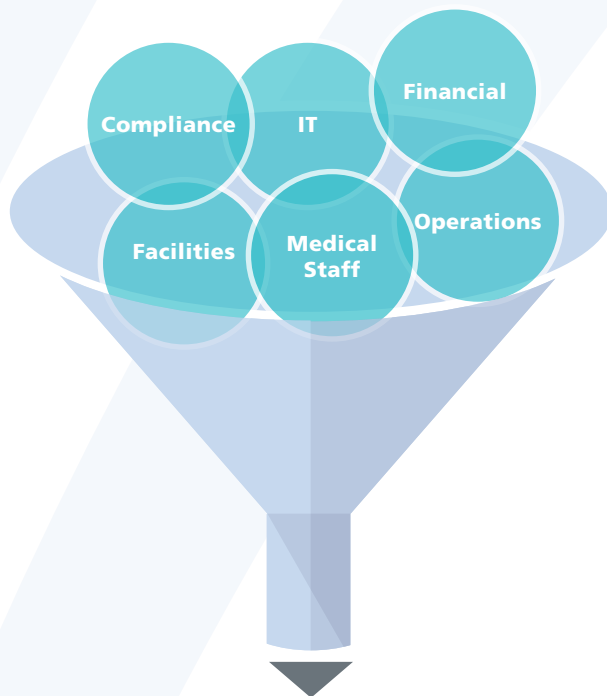 Financial
Compliance
IT
Operations
Facilities
Medical
Staff